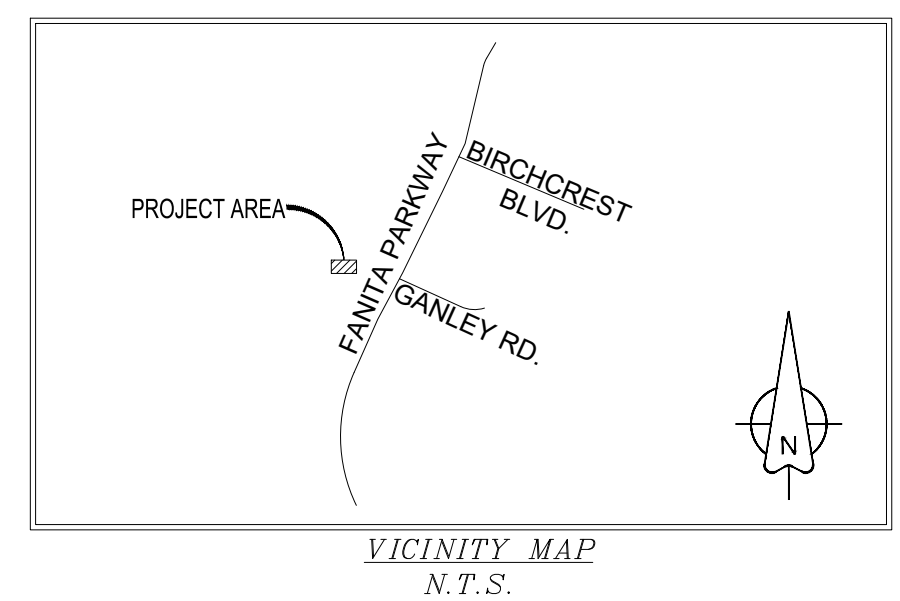 BIRCHCREST
BLVD.
FANITA PARKWAY
PROJECT AREA
GANLEY RD.
N
VICINITY MAP
N.T.S.